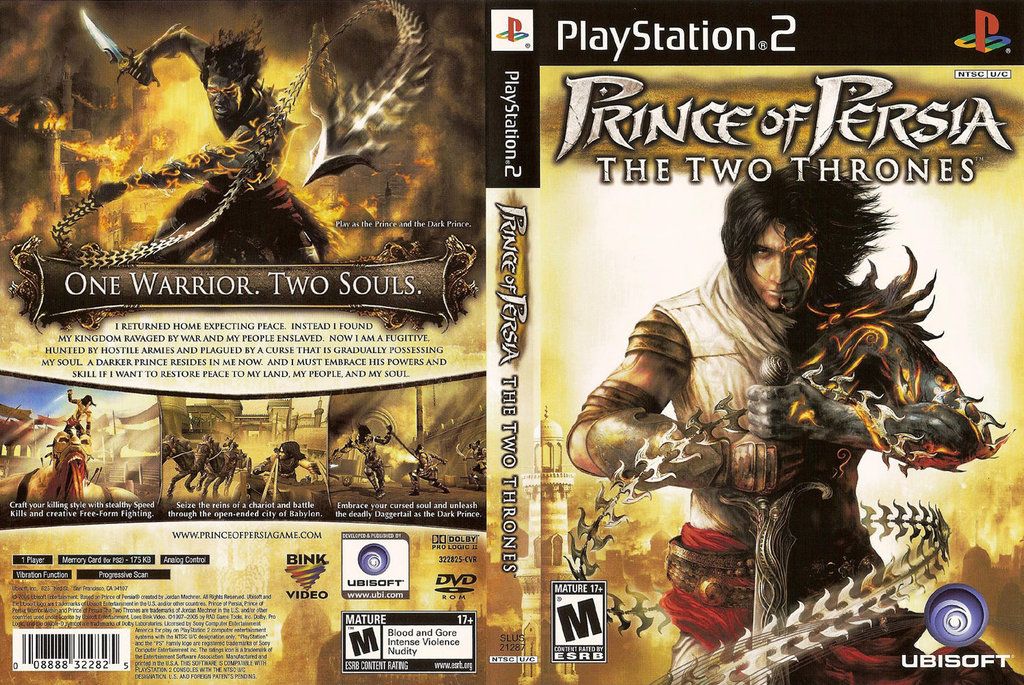 Play as the Prince and the Dark Prince.
ONE WARRIOR. TWO SOULS.
I RETURNED HOME EXPECTING PEACE. INSTEAD I FOUND
MY KINGDOM RAVAGED BY WAR AND MY PEOPLE ENSLAVED. NOW I AM A FUGITIVE,
HUNTED BY HOSTILE ARMIES AND PLAGUED BY A CURSE THAT IS GRADUALLY POSSESSING
MY SOUL. A DARKER PRINCE RESIDES IN ME NOW. AND I MUST EMBRACE HIS POWERS AND
SKILL IF I WANT TO RESTORE PEACE TO MY LAND, MY PEOPLE, AND MY SOUL.
Craft your killing style with stealthy Speed
Kills and creative Free-Form Fighting.
Seize the reins of a chariot and battle
through the open-ended city of Babylon.
Embrace your cursed soul and unleash
the deadly Daggertail as the Dark Prince.
WWW.PRINCEOFPERSIAGAME.COM
1 Player
Memory Card (for PS2) - 175 KB
Analog Control
Vibration Function
Progressive Scan
BINK
VIDEO
DEVELOPED & PUBLISHED BY
UBISOFT
www.ubi.com
DOLBY
PRO LOGIC II
322825-CVR
DVD
ROM
MATURE 17+
M
Blood and Gore
Intense Violence
Nudity
ESRB CONTENT RATING www.esrb.org
0 08888 32282 5
PlayStation®2
PRINCE OF PERSIA THE TWO THRONES
SLUS
21287
NTSC U/C
PlayStation®2
NTSC U/C
PRINCE OF PERSIA
THE TWO THRONES™
MATURE 17+
M
CONTENT RATED BY
ESRB
UBISOFT